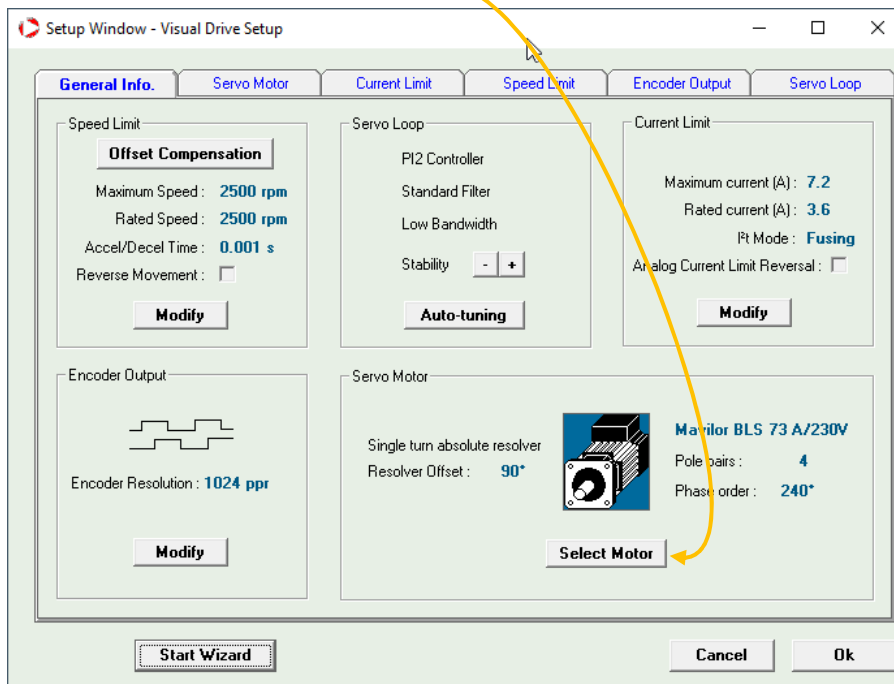 Setup Window - Visual Drive Setup
General Info.
Servo Motor
Current Limit
Speed Limit
Encoder Output
Servo Loop
Speed Limit
Offset Compensation
Maximum Speed : 2500 rpm
Rated Speed : 2500 rpm
Accel/Decel Time : 0.001 s
Reverse Movement :
Modify
Servo Loop
PI2 Controller
Standard Filter
Low Bandwidth
Stability - +
Auto-tuning
Current Limit
Maximum current (A) : 7.2
Rated current (A) : 3.6
I²t Mode : Fusing
Analog Current Limit Reversal :
Modify
Encoder Output
Encoder Resolution : 1024 ppr
Modify
Servo Motor
Single turn absolute resolver
Resolver Offset : 90°
Mavilor BLS 73 A/230V
Pole pairs : 4
Phase order : 240°
Select Motor
Start Wizard
Cancel
Ok